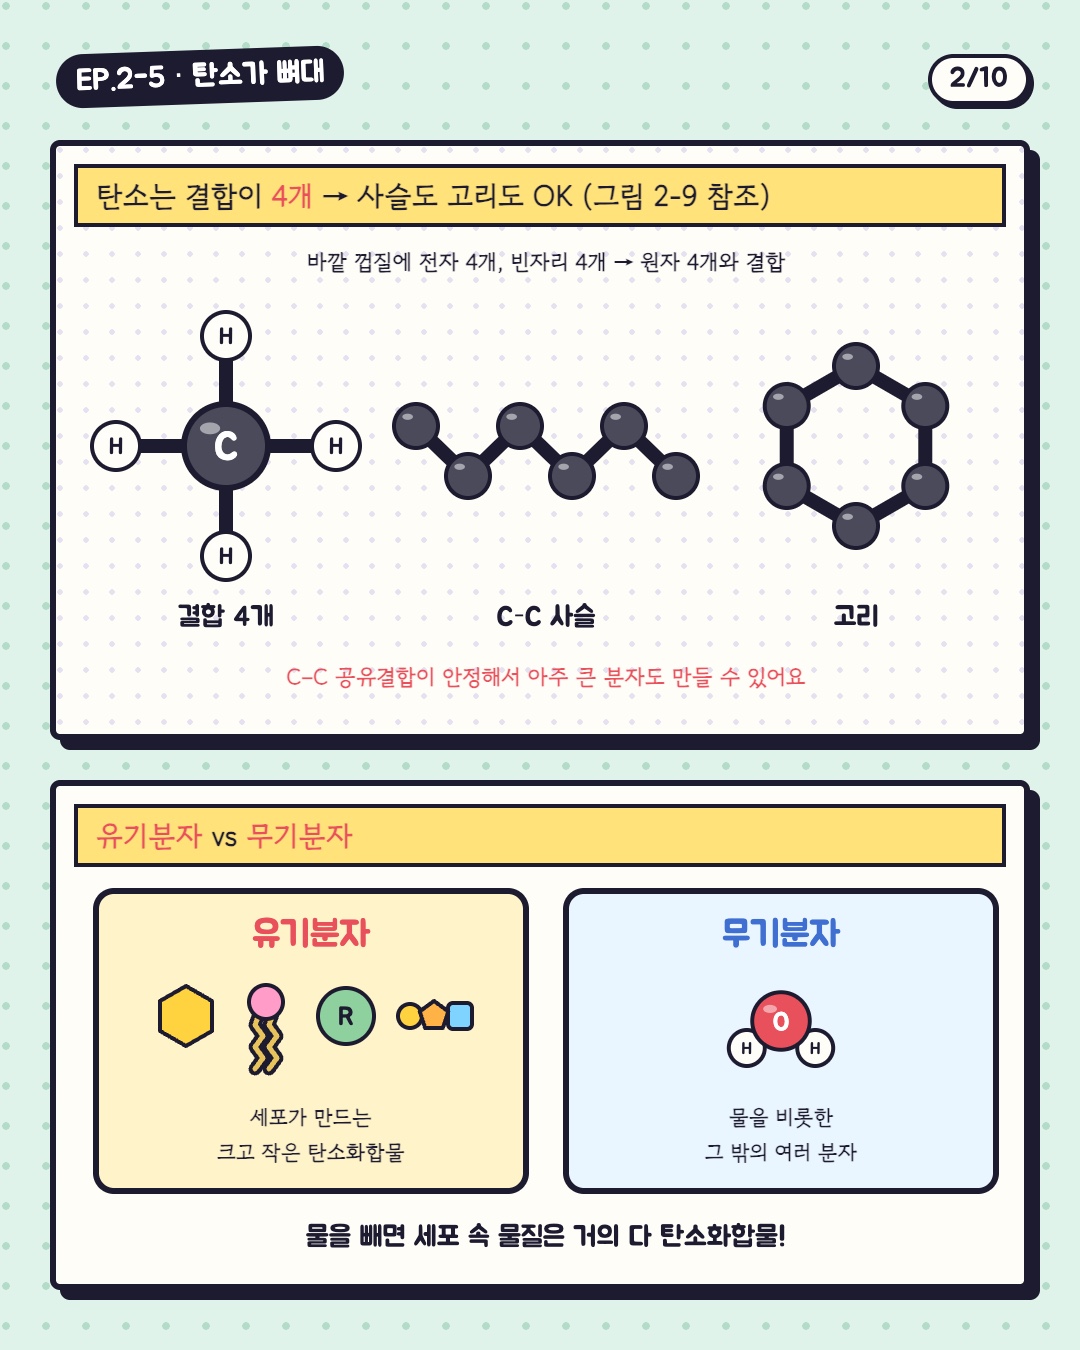 EP.2-5 · 탄소가 뼈대
2/10
탄소는 결합이 4개 → 사슬도 고리도 OK (그림 2-9 참조)
바깥 껍질에 전자 4개, 빈자리 4개 → 원자 4개와 결합
H
H C H
H
결합 4개
C-C 사슬
고리
C-C 공유결합이 안정해서 아주 큰 분자도 만들 수 있어요
유기분자 vs 무기분자
유기분자
R
세포가 만드는
크고 작은 탄소화합물
무기분자
O
H H
물을 비롯한
그 밖의 여러 분자
물을 빼면 세포 속 물질은 거의 다 탄소화합물!